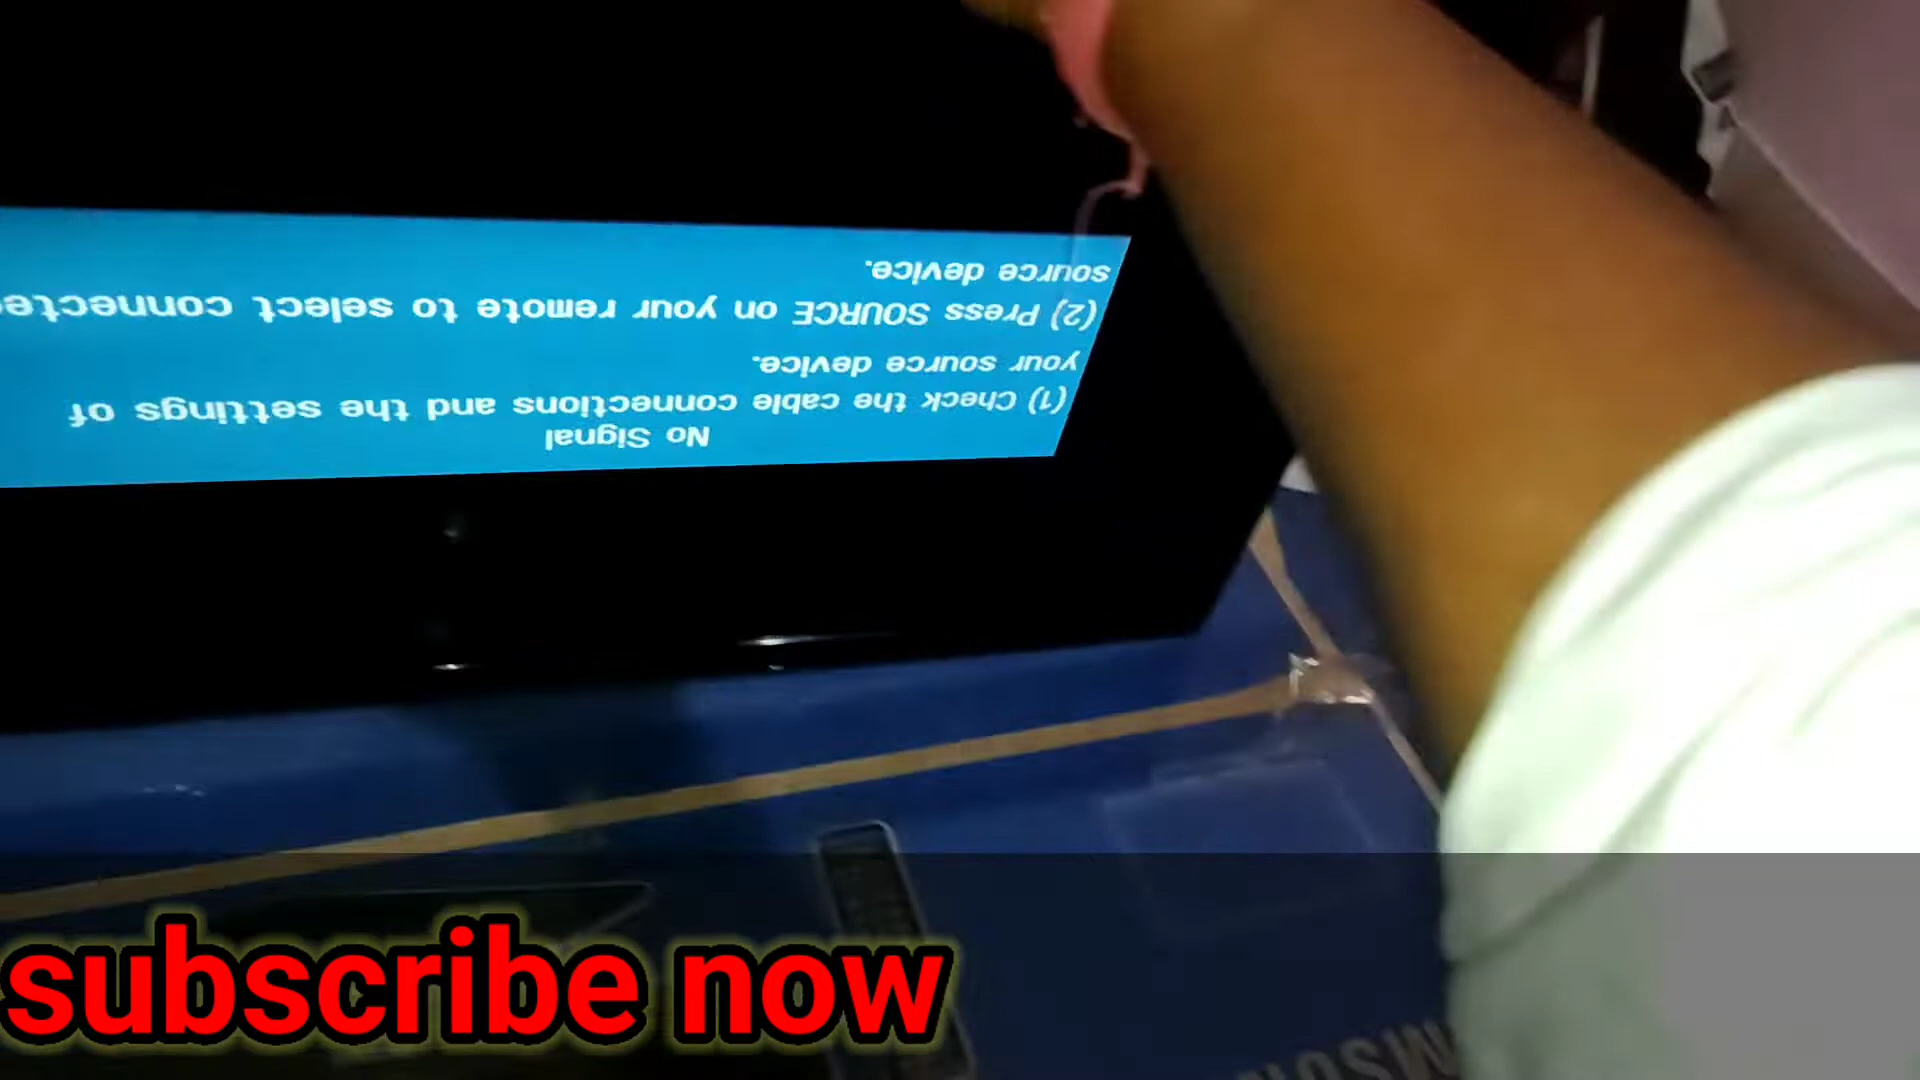 No Signal
(1) Check the cable connections and the settings of
your source device.
(2) Press SOURCE on your remote to select connecte
source device.
subscribe now